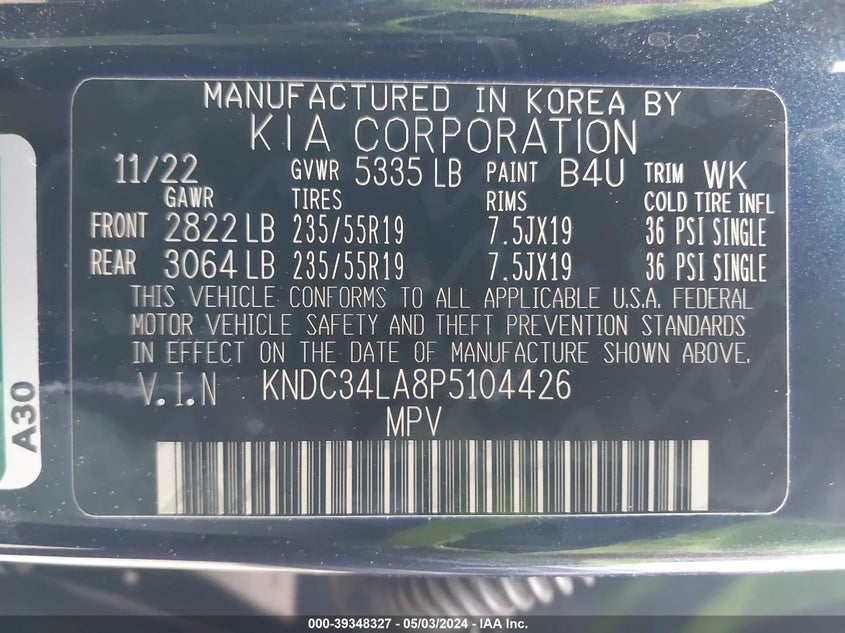 MANUFACTURED IN KOREA BY
KIA CORPORATION
11/22 GVWR 5335 LB PAINT B4U TRIM WK
GAWR TIRES RIMS COLD TIRE INFL
FRONT 2822 LB 235/55R19 7.5JX19 36 PSI SINGLE
REAR 3064 LB 235/55R19 7.5JX19 36 PSI SINGLE
THIS VEHICLE CONFORMS TO ALL APPLICABLE U.S.A. FEDERAL
MOTOR VEHICLE SAFETY AND THEFT PREVENTION STANDARDS
IN EFFECT ON THE DATE OF MANUFACTURE SHOWN ABOVE.
V.I.N KNDC34LA8P5104426
MPV
A30
000-39348327 - 05/03/2024 - IAA Inc.